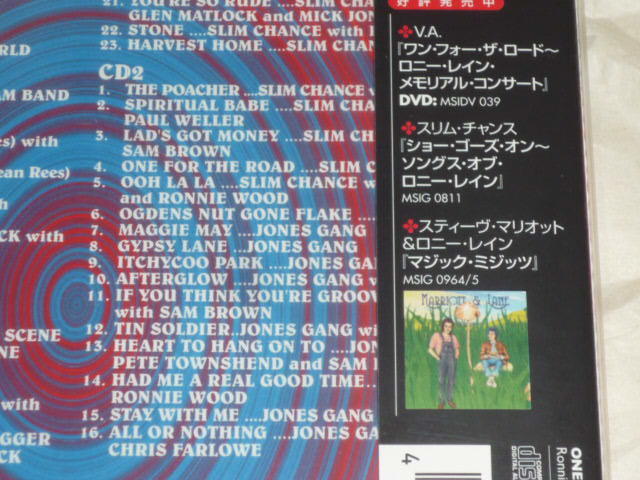 21. YOU'RE SO RUDE ....SLIM CHA
GLEN MATLOCK and MICK JON
22. STONE ....SLIM CHANCE with
23. HARVEST HOME ....SLIM CHAN
CD2
1. THE POACHER ....SLIM CHANCE
2. SPIRITUAL BABE ....SLIM CHA
PAUL WELLER
3. LAD'S GOT MONEY ....SLIM CH
SAM BROWN
4. ONE FOR THE ROAD ....SLIM C
5. OOH LA LA ....SLIM CHANCE wit
and RONNIE WOOD
6. OGDENS NUT GONE FLAKE ....
7. MAGGIE MAY ....JONES GANG
8. GYPSY LANE ....JONES GANG
9. ITCHYCOO PARK ....JONES GANG
10. AFTERGLOW ....JONES GANG
11. IF YOU THINK YOU'RE GROOV
with SAM BROWN
12. TIN SOLDIER..JONES GANG wi
13. HEART TO HANG ON TO ....JON
PETE TOWNSHEND and SAM
14. HAD ME A REAL GOOD TIME...
RONNIE WOOD
15. STAY WITH ME ....JONES GANG
16. ALL OR NOTHING ....JONES GA
CHRIS FARLOWE
ORLD
AM BAND
es) with
ean Rees)
h
CK with
SCENE
NE
AGGER
CK
好評発売中
V.A.
『ワン・フォー・ザ・ロード〜
ロニー・レイン・
メモリアル・コンサート』
DVD: MSIDV 039
スリム・チャンス
『ショー・ゴーズ・オン〜
ソングス・オブ・
ロニー・レイン』
MSIG 0811
スティーヴ・マリオット
&ロニー・レイン
『マジック・ミジッツ』
MSIG 0964/5
MARRIOTT & LANE
4
COMP
DIGITAL AU
ONE
Ronni